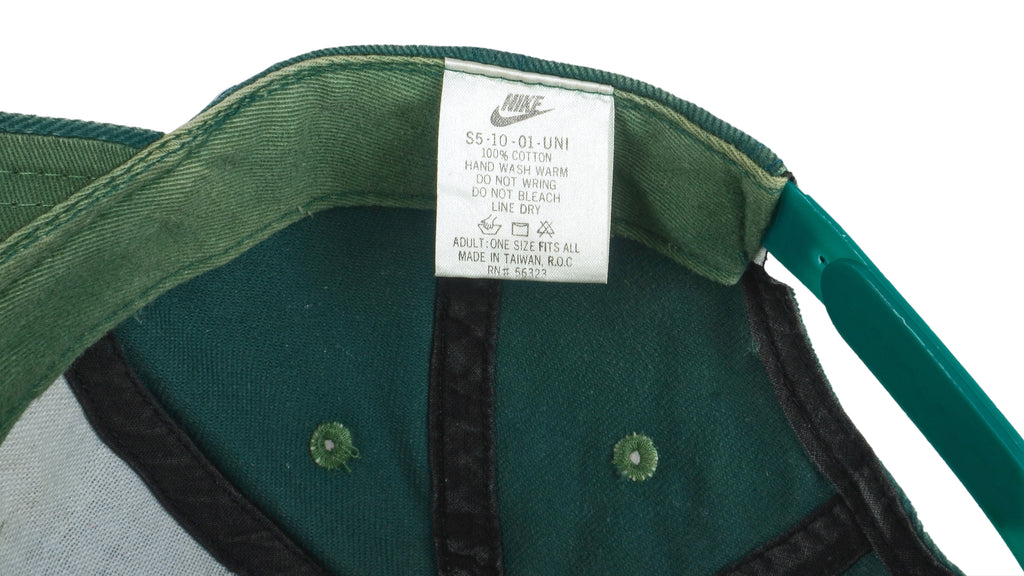 NIKE
S5-10-01-UNI
100% COTTON
HAND WASH WARM
DO NOT WRING
DO NOT BLEACH
LINE DRY
ADULT: ONE SIZE FITS ALL
MADE IN TAIWAN, R.O.C
RN# 56323